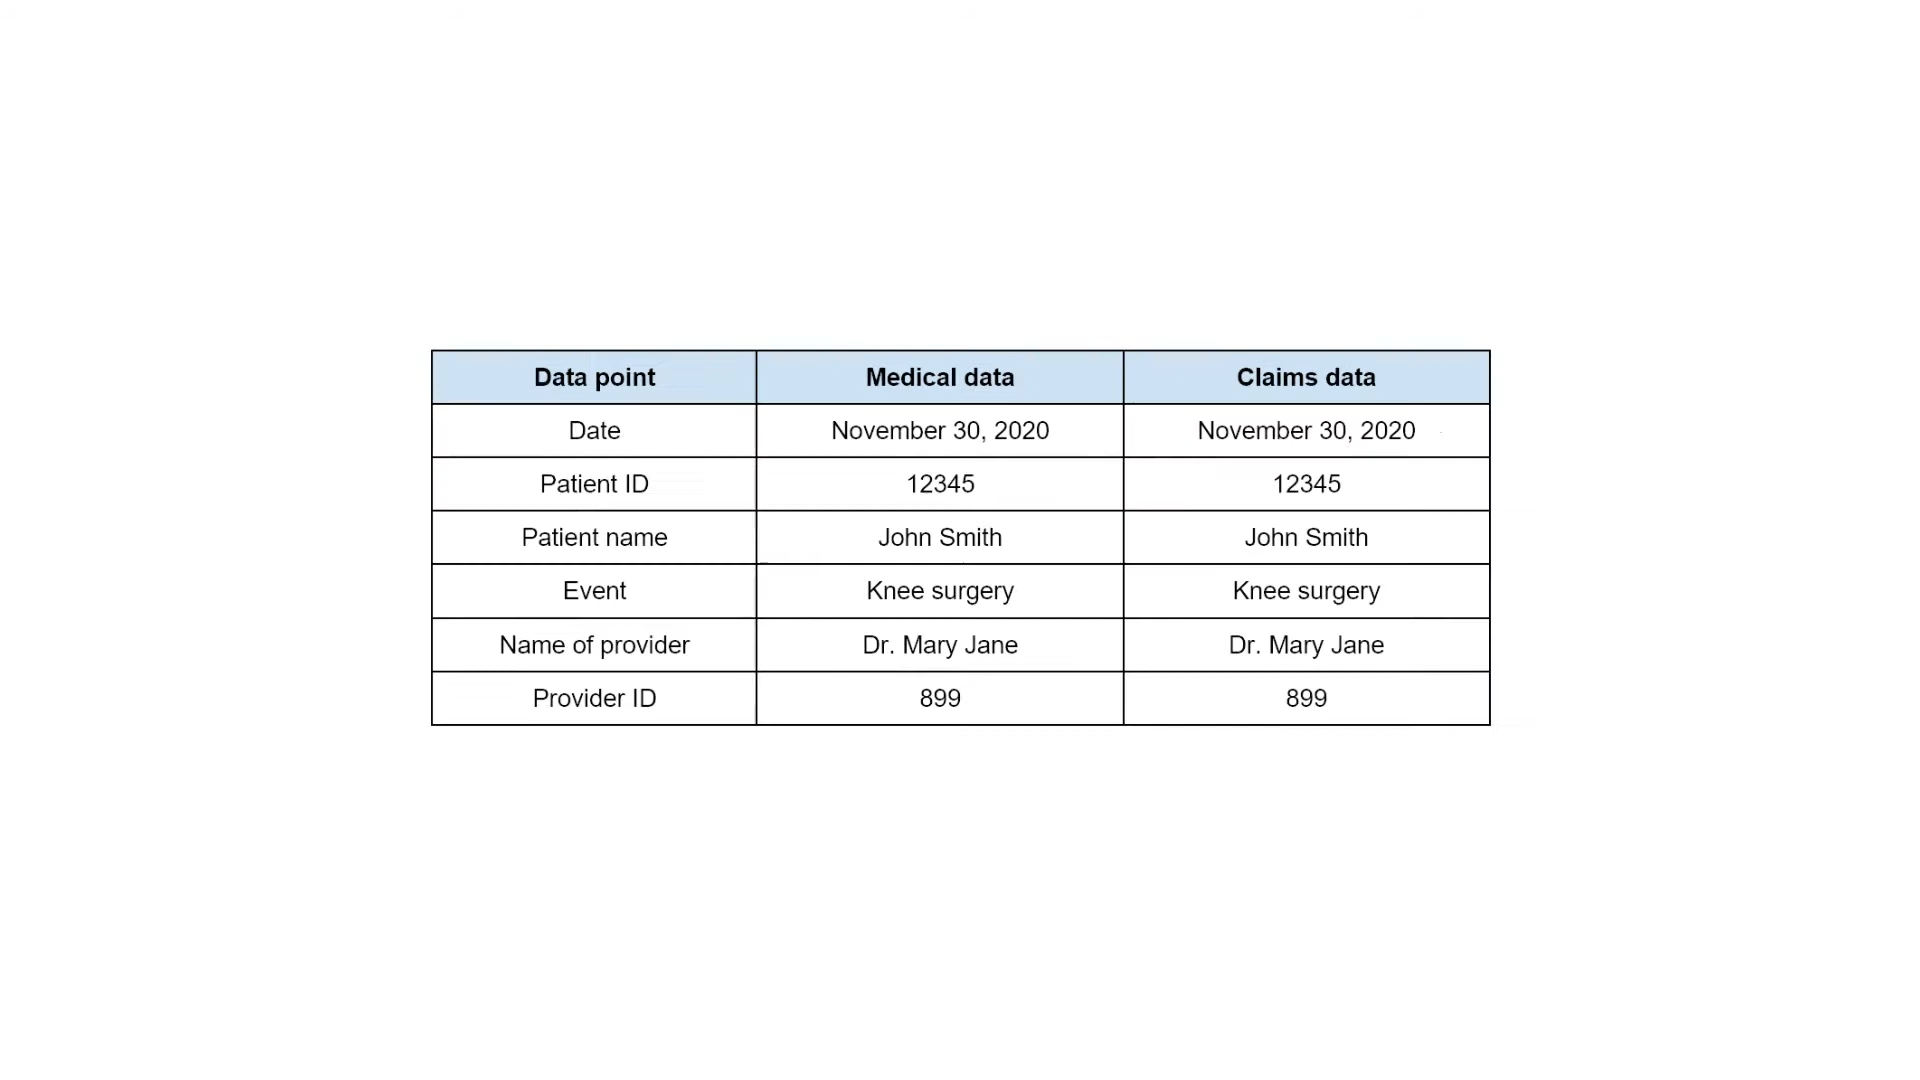 Data point Medical data Claims data
Date November 30, 2020 November 30, 2020
Patient ID 12345 12345
Patient name John Smith John Smith
Event Knee surgery Knee surgery
Name of provider Dr. Mary Jane Dr. Mary Jane
Provider ID 899 899